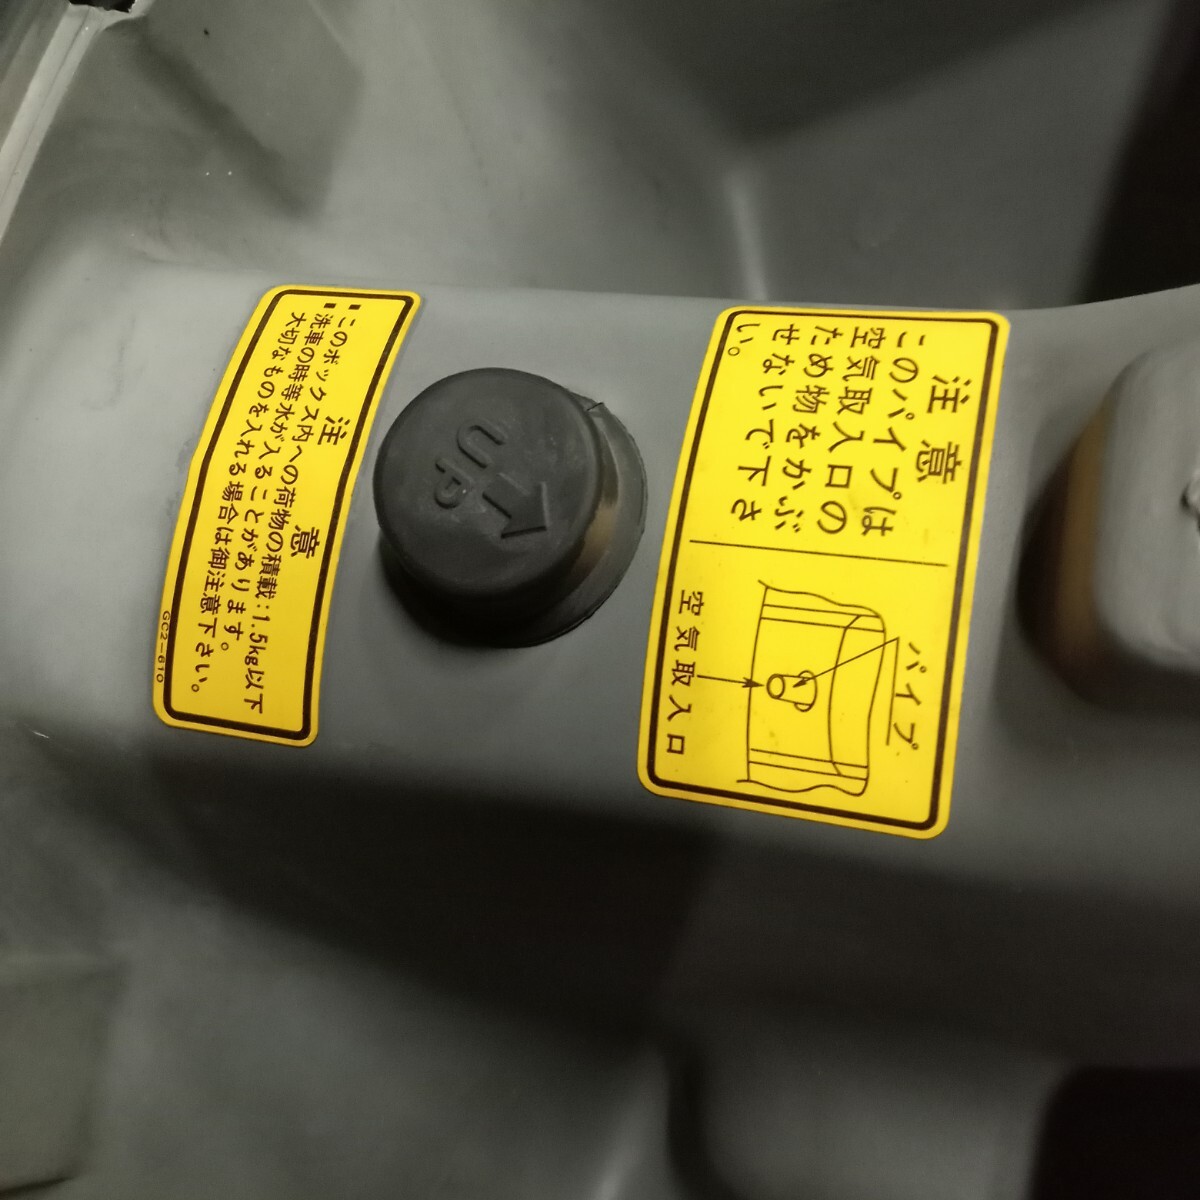 注 意
このパイプは
空気取入口の
ため物をかぶ
せないで下さ
い。
パイプ
空気取入口
UP
注 意
■このボックス内への荷物の積載：1.5kg以下
■洗車の時等水が入ることがあります。
大切なものを入れる場合は御注意下さい。
GC2-610